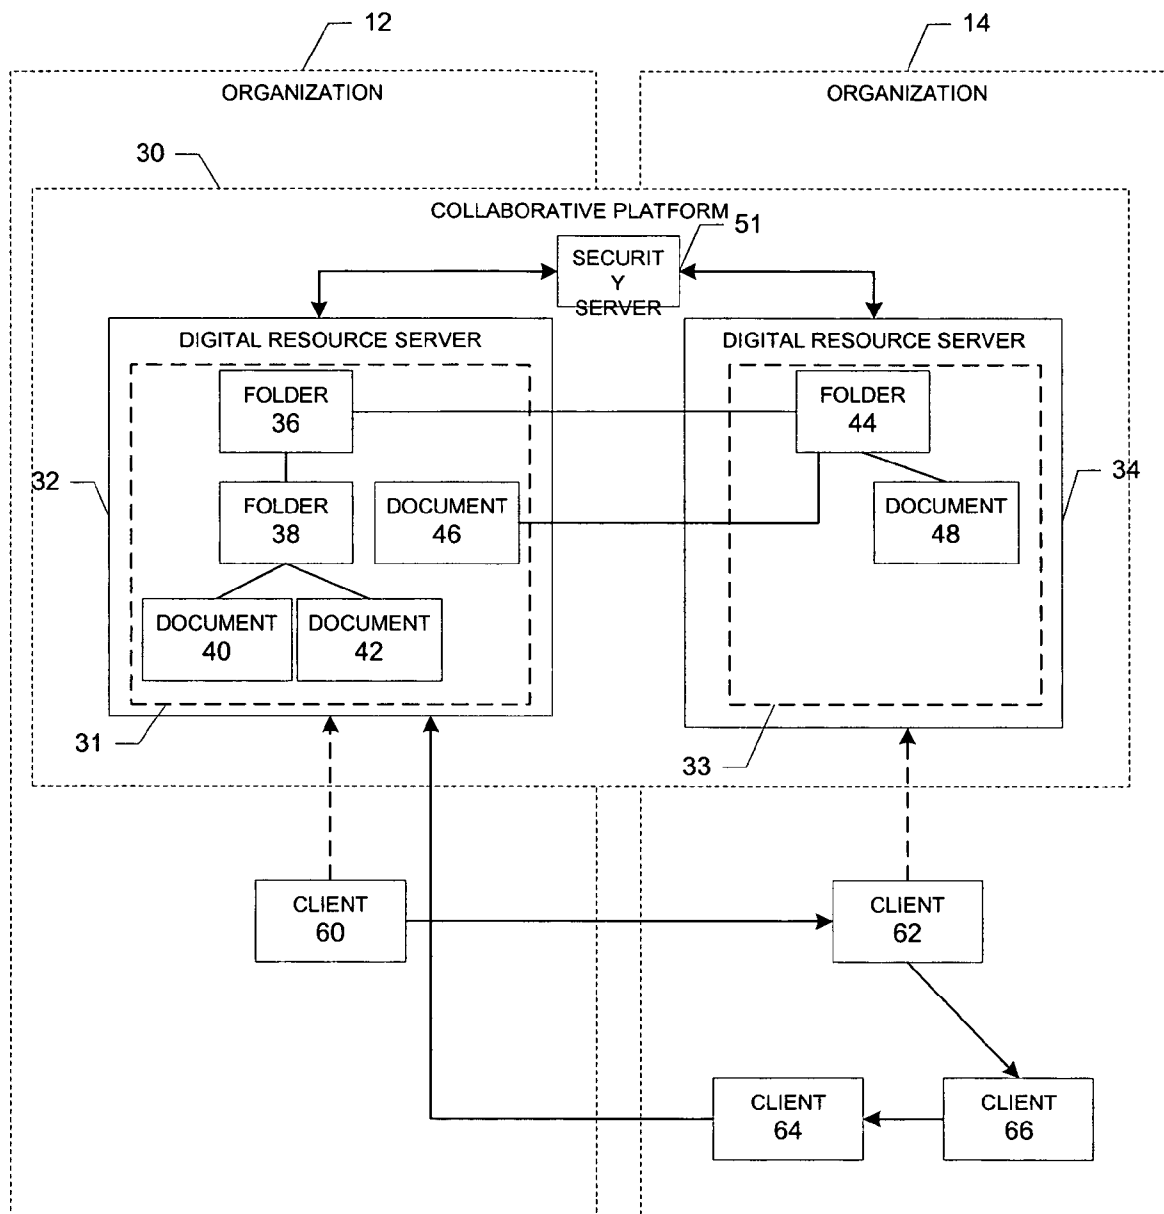 12
14
ORGANIZATION
ORGANIZATION
30
COLLABORATIVE PLATFORM
51
SECURIT
Y
SERVER
DIGITAL RESOURCE SERVER
DIGITAL RESOURCE SERVER
FOLDER
36
FOLDER
44
32
34
FOLDER
38
DOCUMENT
46
DOCUMENT
48
DOCUMENT
40
DOCUMENT
42
31
33
CLIENT
60
CLIENT
62
CLIENT
64
CLIENT
66